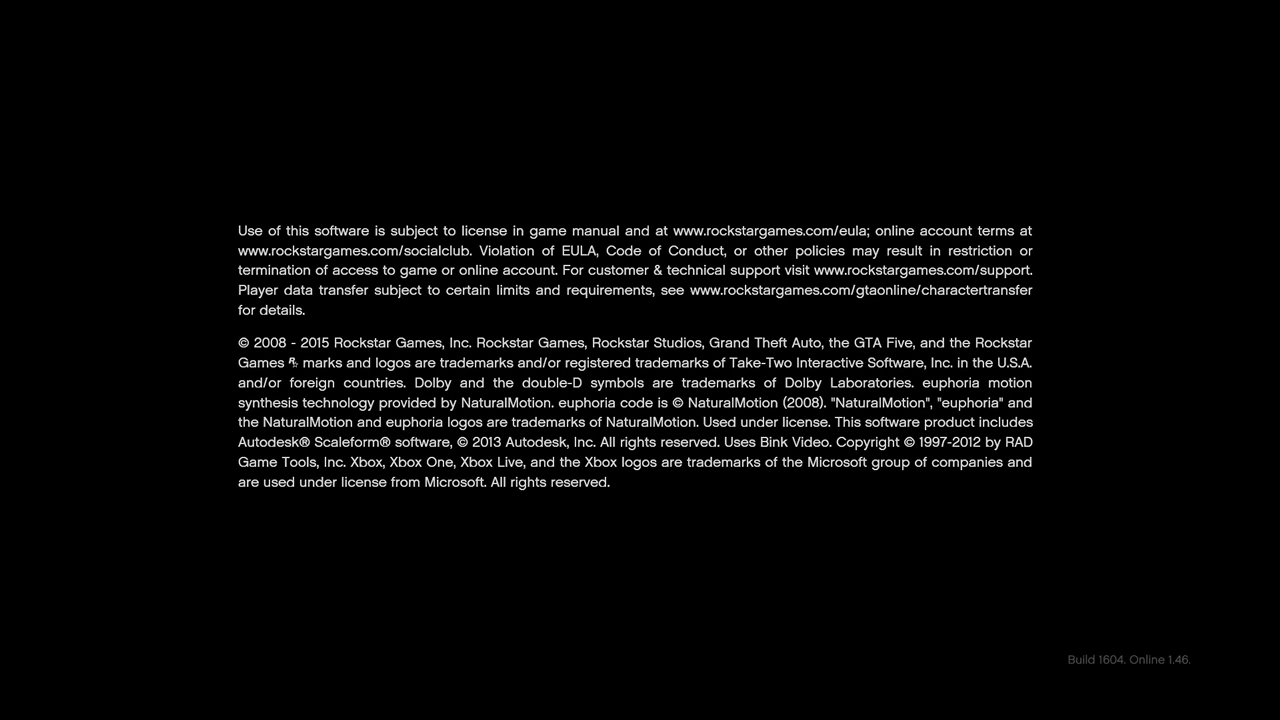 Use of this software is subject to license in game manual and at www.rockstargames.com/eula; online account terms at
www.rockstargames.com/socialclub. Violation of EULA, Code of Conduct, or other policies may result in restriction or
termination of access to game or online account. For customer & technical support visit www.rockstargames.com/support.
Player data transfer subject to certain limits and requirements, see www.rockstargames.com/gtaonline/charactertransfer
for details.
© 2008 - 2015 Rockstar Games, Inc. Rockstar Games, Rockstar Studios, Grand Theft Auto, the GTA Five, and the Rockstar
Games R* marks and logos are trademarks and/or registered trademarks of Take-Two Interactive Software, Inc. in the U.S.A.
and/or foreign countries. Dolby and the double-D symbols are trademarks of Dolby Laboratories. euphoria motion
synthesis technology provided by NaturalMotion. euphoria code is © NaturalMotion (2008). "NaturalMotion", "euphoria" and
the NaturalMotion and euphoria logos are trademarks of NaturalMotion. Used under license. This software product includes
Autodesk® Scaleform® software, © 2013 Autodesk, Inc. All rights reserved. Uses Bink Video. Copyright © 1997-2012 by RAD
Game Tools, Inc. Xbox, Xbox One, Xbox Live, and the Xbox logos are trademarks of the Microsoft group of companies and
are used under license from Microsoft. All rights reserved.
Build 1604. Online 1.46.